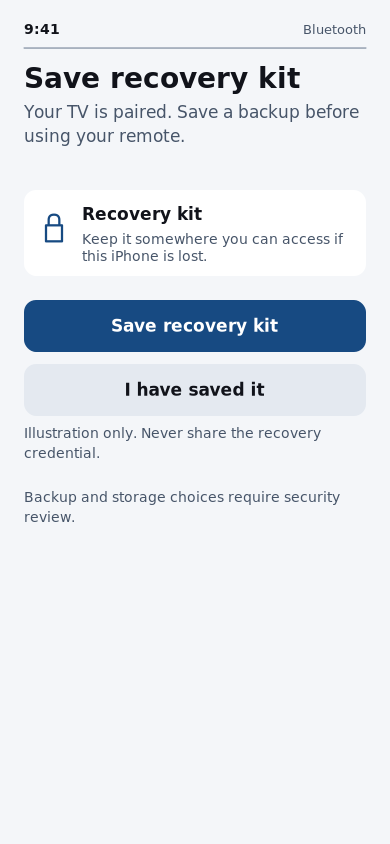 9:41 Bluetooth
Save recovery kit
Your TV is paired. Save a backup before
using your remote.
Recovery kit
Keep it somewhere you can access if
this iPhone is lost.
Save recovery kit
I have saved it
Illustration only. Never share the recovery
credential.
Backup and storage choices require security
review.